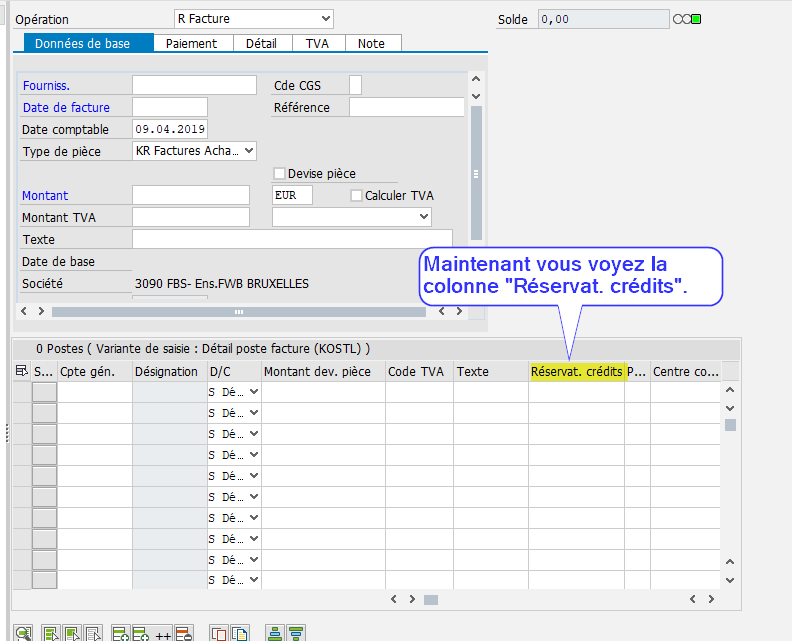 Opération R Facture Solde 0,00
Données de base Paiement Détail TVA Note
Fourniss. Cde CGS
Date de facture Référence
Date comptable 09.04.2019
Type de pièce KR Factures Acha...
Devise pièce
Montant EUR Calculer TVA
Montant TVA
Texte
Date de base
Société 3090 FBS- Ens.FWB BRUXELLES
Maintenant vous voyez la
colonne "Réservat. crédits".
0 Postes ( Variante de saisie : Détail poste facture (KOSTL) )
S... Cpte gén. Désignation D/C Montant dev. pièce Code TVA Texte Réservat. crédits P... Centre co...
S Dé...
S Dé...
S Dé...
S Dé...
S Dé...
S Dé...
S Dé...
S Dé...
S Dé...
S Dé...